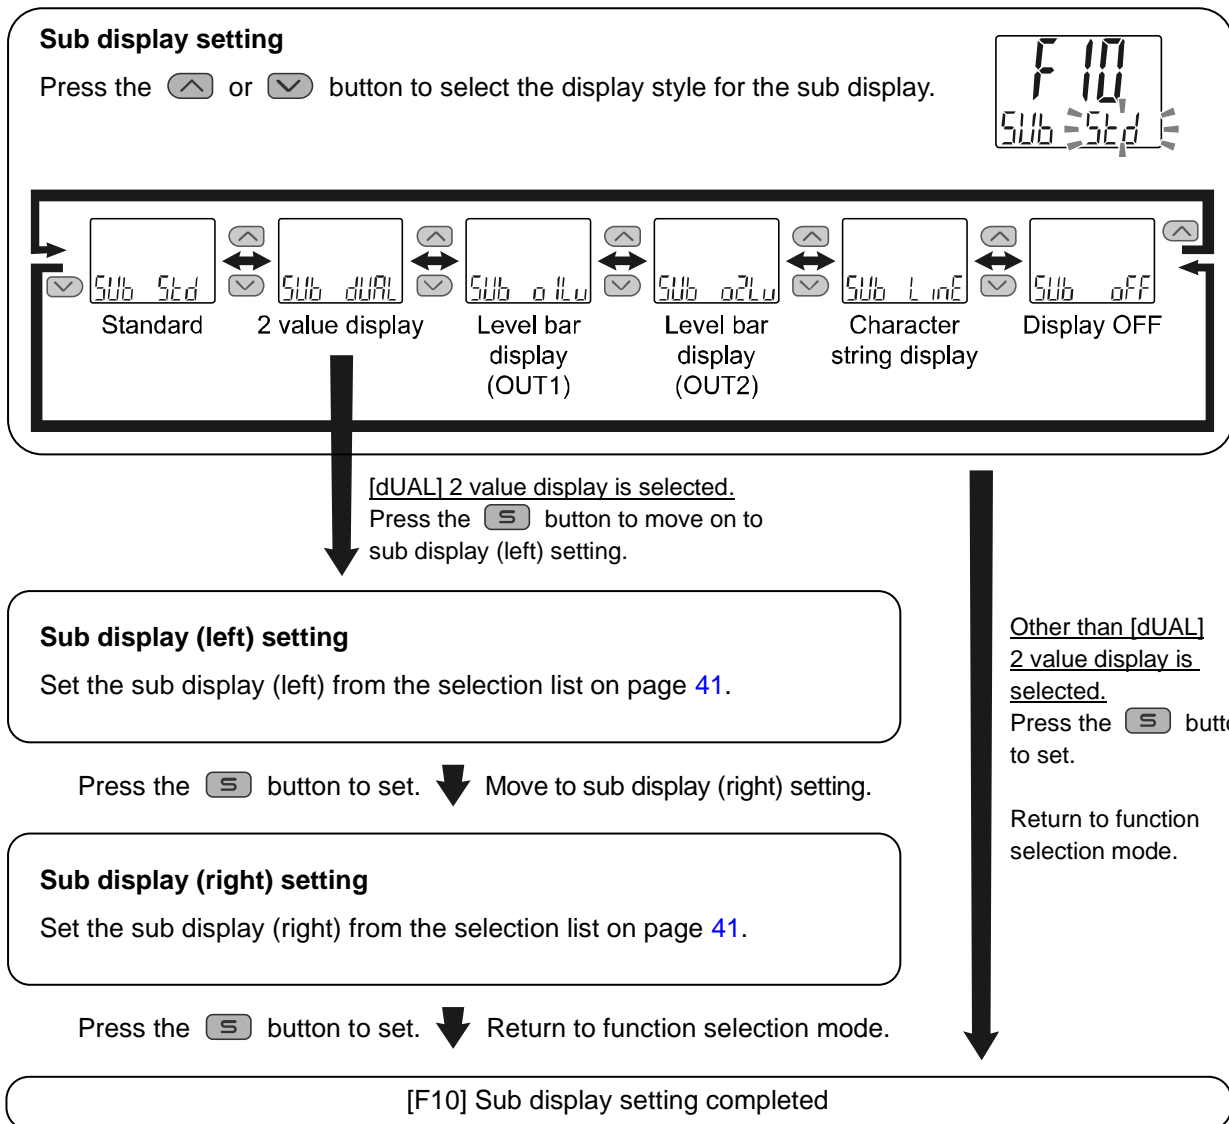 Sub display setting
Press the or button to select the display style for the sub display.
F10
SUb Std
SUb Std
SUb dUAL
SUb o1Lu
SUb o2Lu
SUb LinE
SUb oFF
Standard
2 value display
Level bar
display
(OUT1)
Level bar
display
(OUT2)
Character
string display
Display OFF
[dUAL] 2 value display is selected.
Press the S button to move on to
sub display (left) setting.
Sub display (left) setting
Set the sub display (left) from the selection list on page 41.
Press the S button to set. Move to sub display (right) setting.
Sub display (right) setting
Set the sub display (right) from the selection list on page 41.
Press the S button to set. Return to function selection mode.
Other than [dUAL]
2 value display is
selected.
Press the S butto
to set.
Return to function
selection mode.
[F10] Sub display setting completed